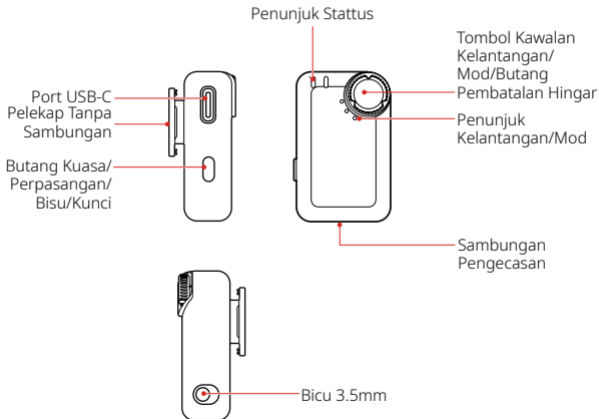 Penunjuk Stattus
Tombol Kawalan
Kelantangan/
Mod/Butang
Pembatalan Hingar
Port USB-C
Pelekap Tanpa
Sambungan
Penunjuk
Kelantangan/Mod
Butang Kuasa/
Perpasangan/
Bisu/Kunci
Sambungan
Pengecasan
Bicu 3.5mm